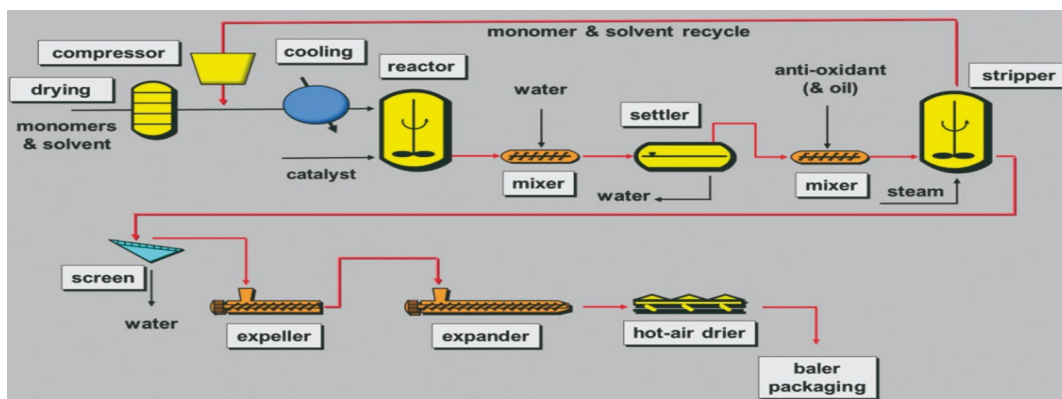 monomer & solvent recycle
compressor
cooling
reactor
anti-oxidant
(& oil)
stripper
drying
water
settler
monomers
& solvent
catalyst
mixer
water
mixer
steam
screen
water
expeller
expander
hot-air drier
baler
packaging